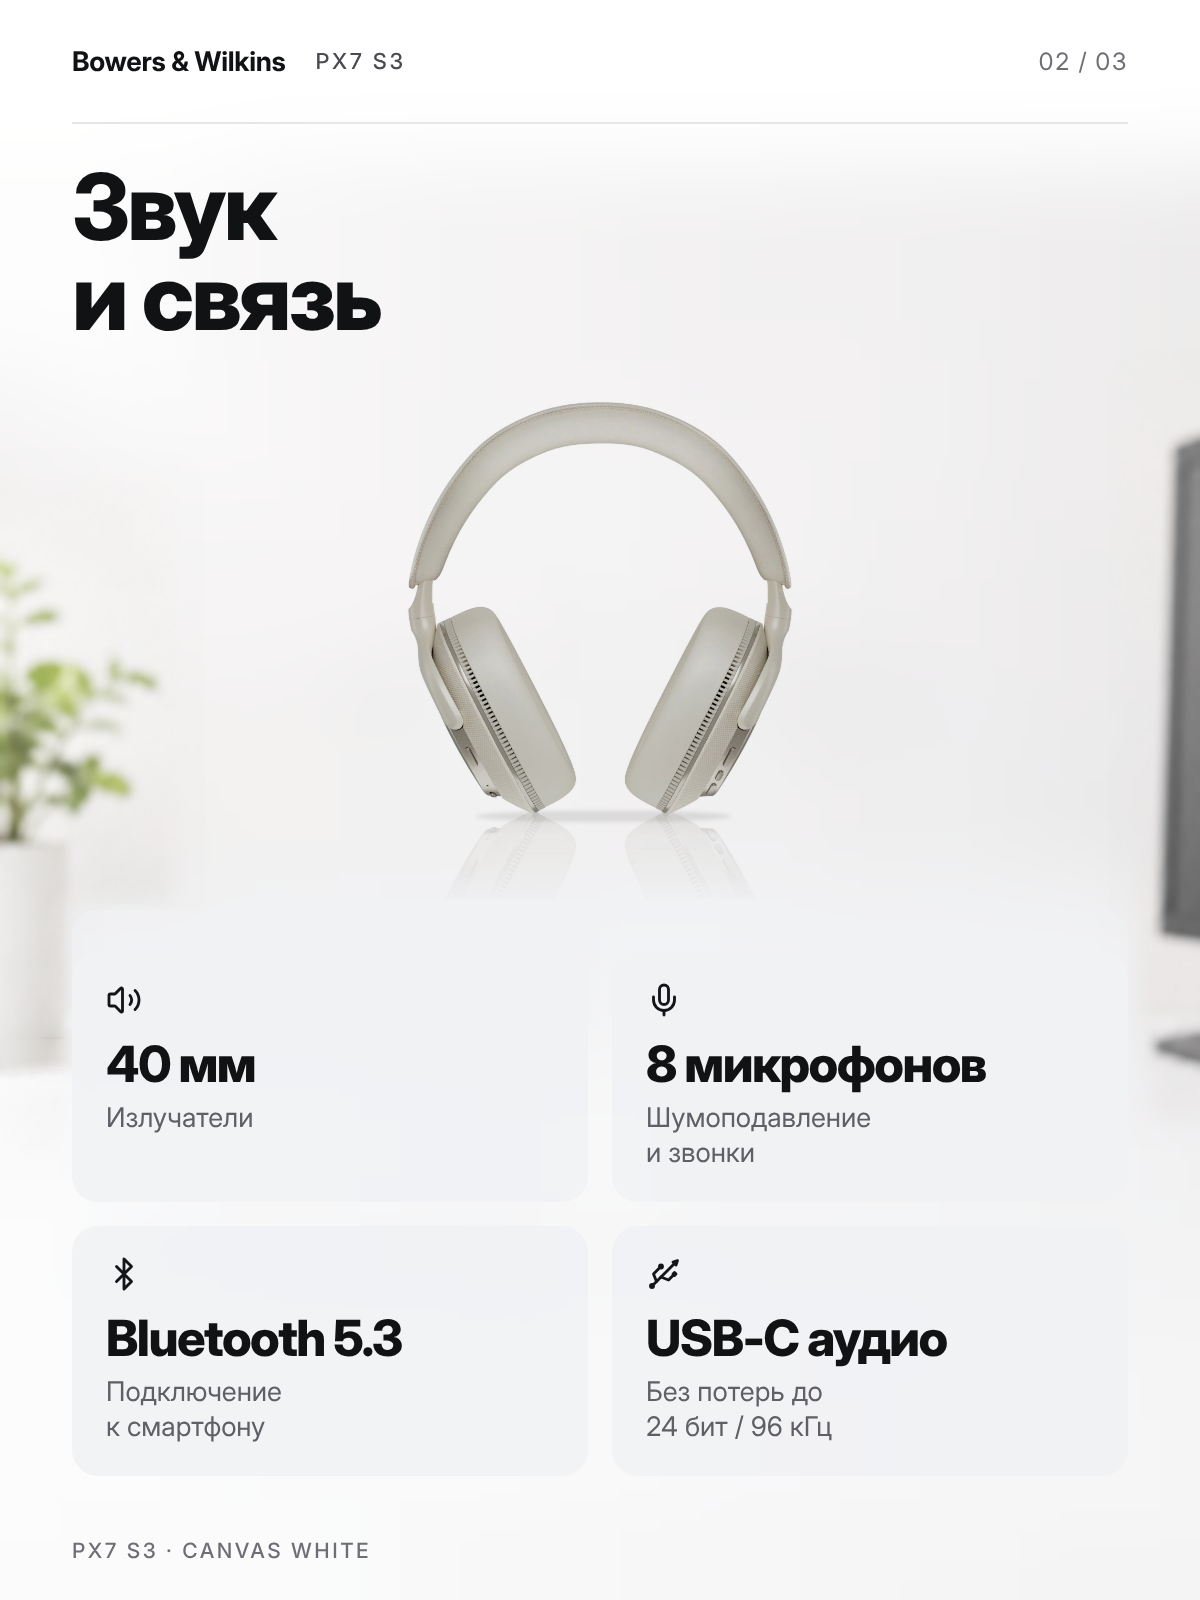 Bowers & Wilkins PX7 S3 02 / 03
Звук
и связь
40 мм
Излучатели
8 микрофонов
Шумоподавление
и звонки
Bluetooth 5.3
Подключение
к смартфону
USB-C аудио
Без потерь до
24 бит / 96 кГц
PX7 S3 · CANVAS WHITE